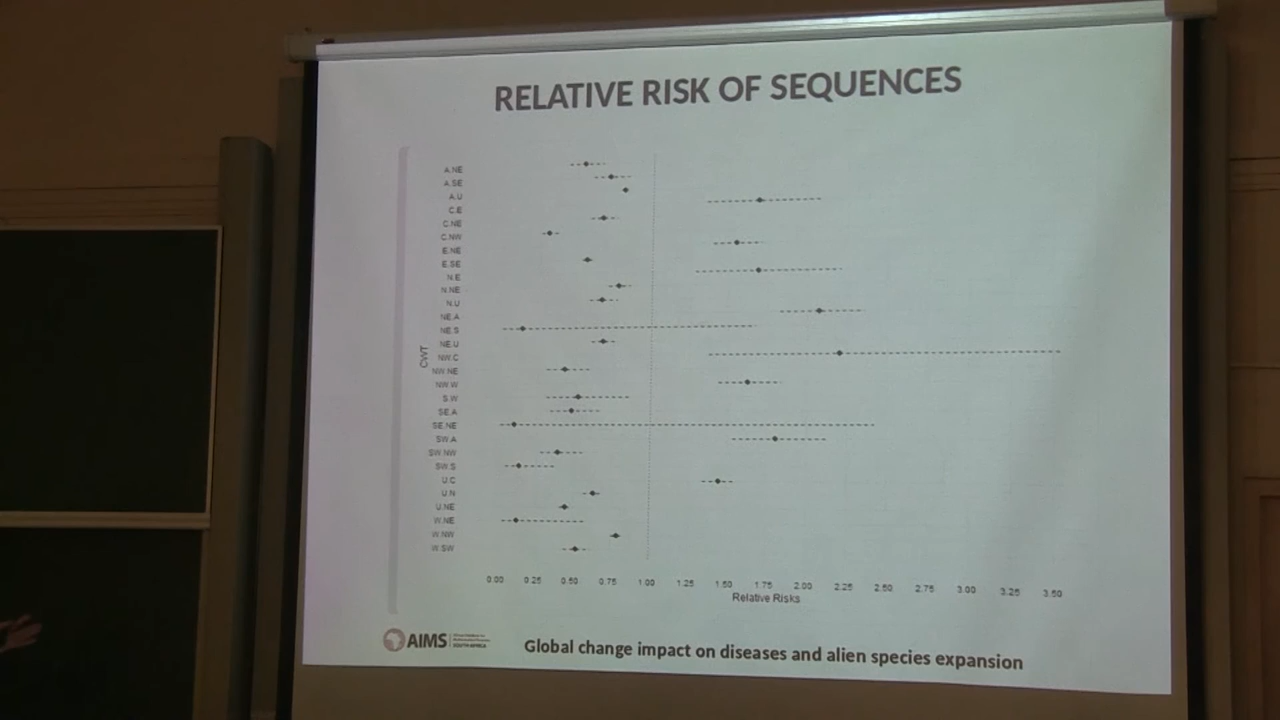 RELATIVE RISK OF SEQUENCES
A.NE
A.SE
A.U
C.E
C.NE
C.NW
E.NE
E.SE
N.E
N.NE
N.U
NE.A
NE.S
NE.U
NW.C
NW.NE
NW.W
S.W
SE.A
SE.NE
SW.A
SW.NW
SW.S
U.C
U.N
U.NE
W.NE
W.NW
W.SW
CWT
0.00 0.25 0.50 0.75 1.00 1.25 1.50 1.75 2.00 2.25 2.50 2.75 3.00 3.25 3.50
Relative Risks
AIMS
SOUTH AFRICA
Global change impact on diseases and alien species expansion